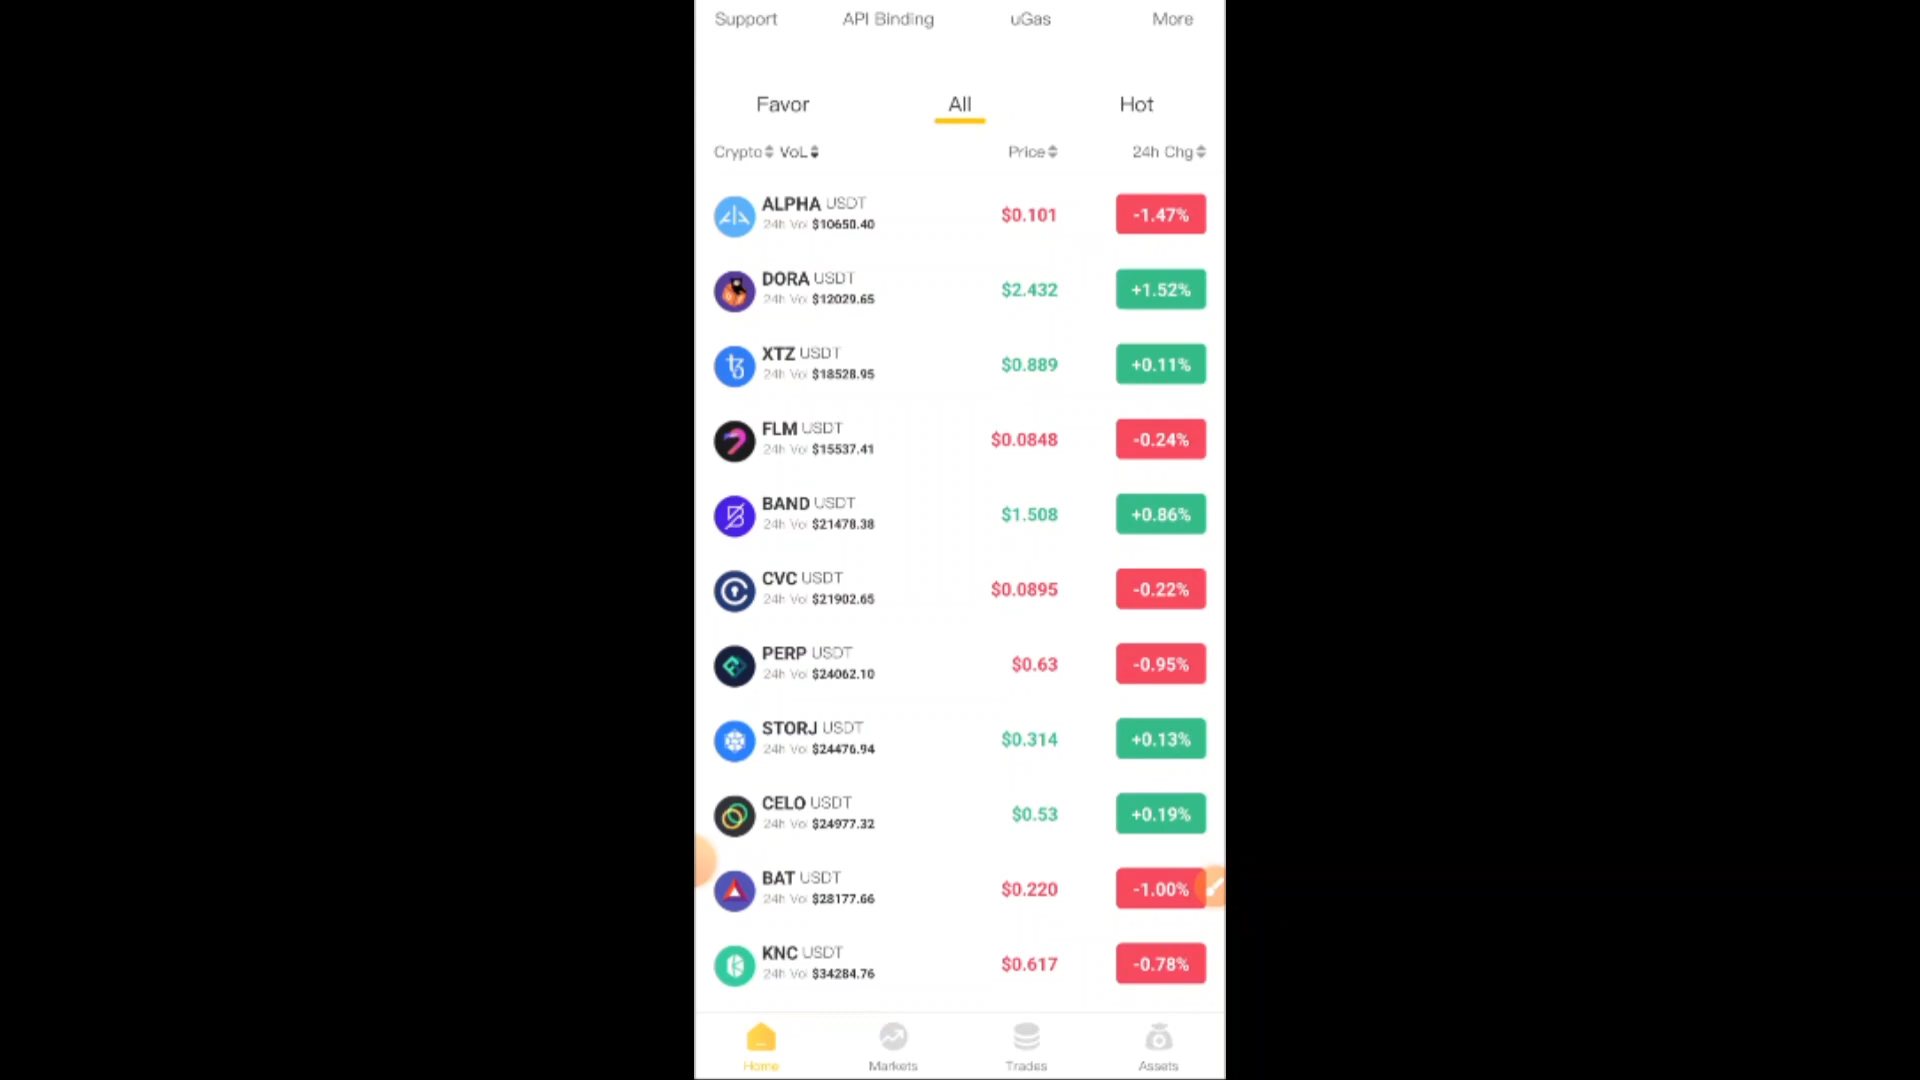 Support API Binding uGas More
Favor All Hot
Crypto VoL Price 24h Chg
ALPHA USDT $0.101 -1.47%
24h Vol $10650.40
DORA USDT $2.432 +1.52%
24h Vol $12029.65
XTZ USDT $0.889 +0.11%
24h Vol $18528.95
FLM USDT $0.0848 -0.24%
24h Vol $15537.41
BAND USDT $1.508 +0.86%
24h Vol $21478.38
CVC USDT $0.0895 -0.22%
24h Vol $21902.65
PERP USDT $0.63 -0.95%
24h Vol $24062.10
STORJ USDT $0.314 +0.13%
24h Vol $24476.94
CELO USDT $0.53 +0.19%
24h Vol $24977.32
BAT USDT $0.220 -1.00%
24h Vol $28177.66
KNC USDT $0.617 -0.78%
24h Vol $34284.76
Home Markets Trades Assets